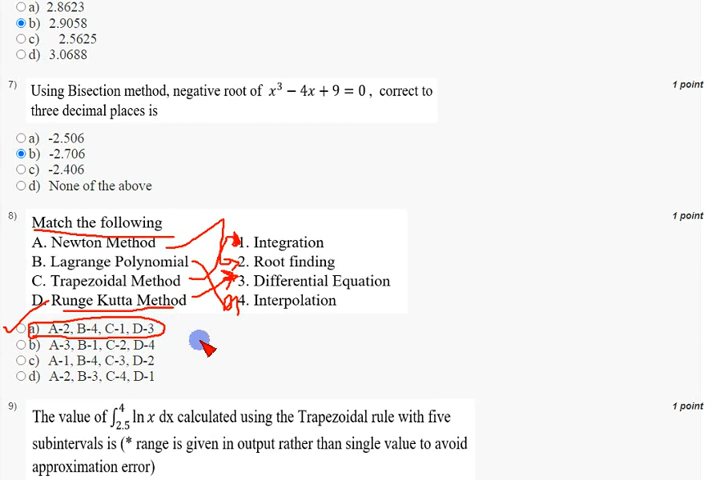 a) 2.8623
b) 2.9058
c) 2.5625
d) 3.0688
7) Using Bisection method, negative root of x³ − 4x + 9 = 0 , correct to 1 point
three decimal places is
a) -2.506
b) -2.706
c) -2.406
d) None of the above
8) Match the following 1 point
A. Newton Method 1. Integration
B. Lagrange Polynomial 2. Root finding
C. Trapezoidal Method 3. Differential Equation
D. Runge Kutta Method 4. Interpolation
a) A-2, B-4, C-1, D-3
b) A-3, B-1, C-2, D-4
c) A-1, B-4, C-3, D-2
d) A-2, B-3, C-4, D-1
9) The value of ∫₂.₅⁴ ln x dx calculated using the Trapezoidal rule with five 1 point
subintervals is (* range is given in output rather than single value to avoid
approximation error)